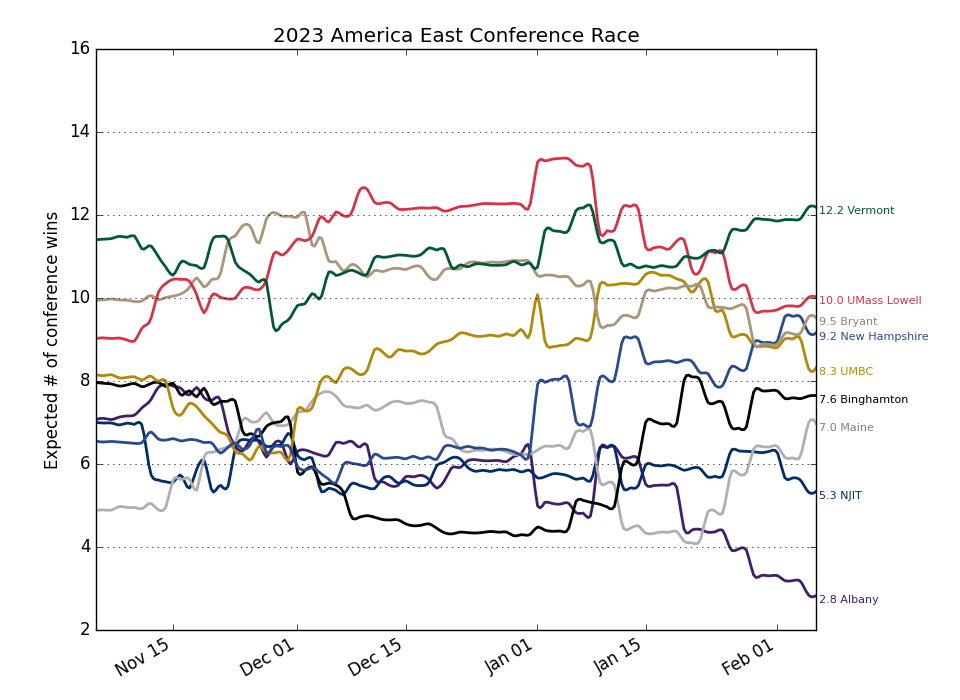 2023 America East Conference Race
Expected # of conference wins
16
14
12
10
8
6
4
2
12.2 Vermont
10.0 UMass Lowell
9.5 Bryant
9.2 New Hampshire
8.3 UMBC
7.6 Binghamton
7.0 Maine
5.3 NJIT
2.8 Albany
Nov 15
Dec 01
Dec 15
Jan 01
Jan 15
Feb 01